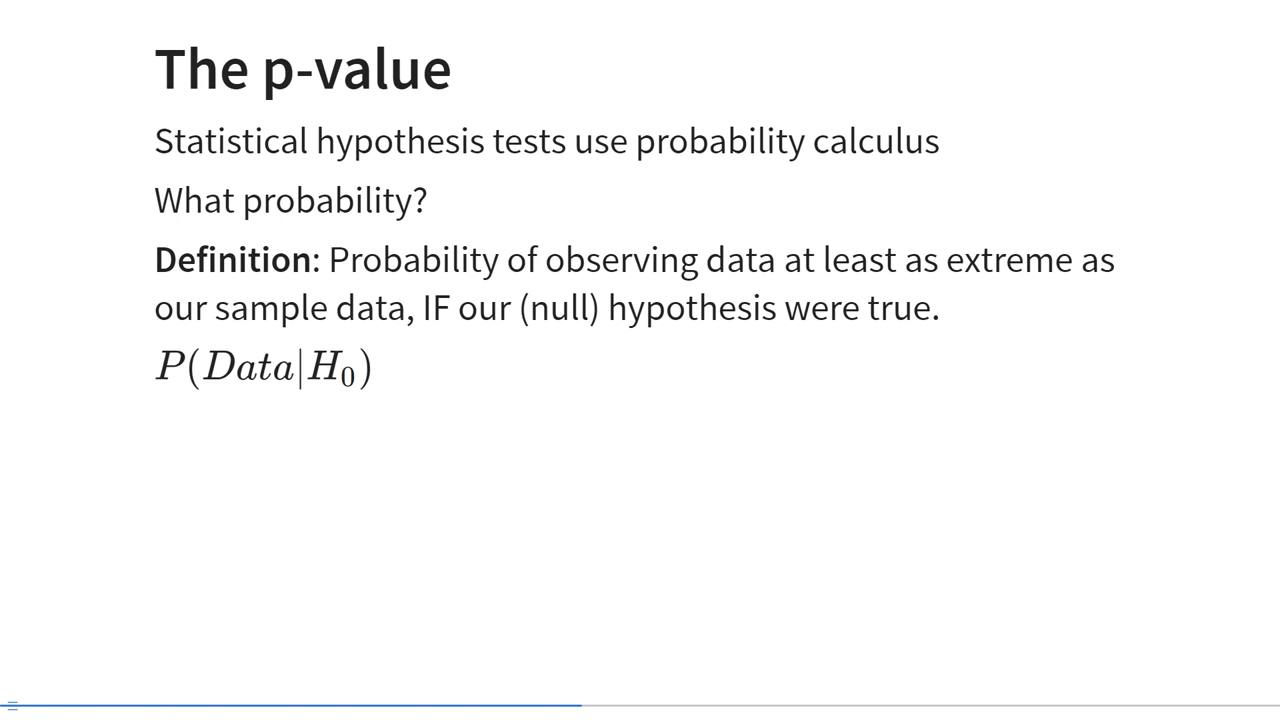 The p-value
Statistical hypothesis tests use probability calculus
What probability?
Definition: Probability of observing data at least as extreme as
our sample data, IF our (null) hypothesis were true.
P(Data|H₀)